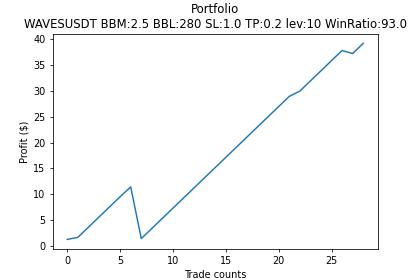 Portfolio
WAVESUSDT BBM:2.5 BBL:280 SL:1.0 TP:0.2 lev:10 WinRatio:93.0
40
35
30
25
20
15
10
5
0
Profit ($)
0 5 10 15 20 25
Trade counts